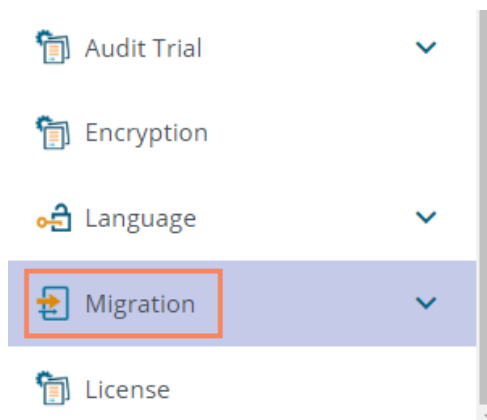 Audit Trial
Encryption
Language
Migration
License